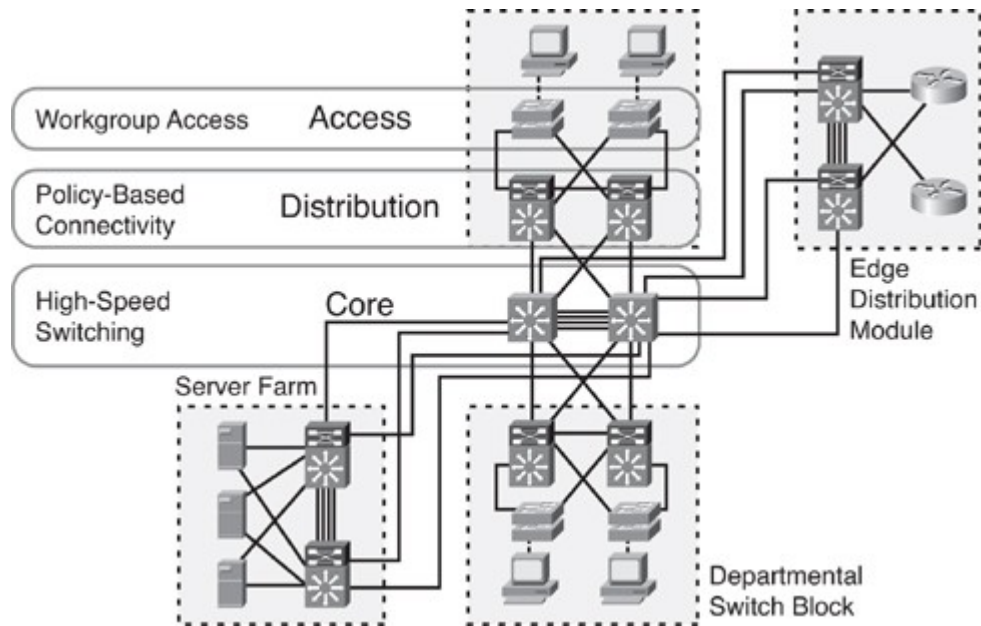 Workgroup Access
Access
Policy-Based
Connectivity
Distribution
High-Speed
Switching
Core
Edge
Distribution
Module
Server Farm
Departmental
Switch Block